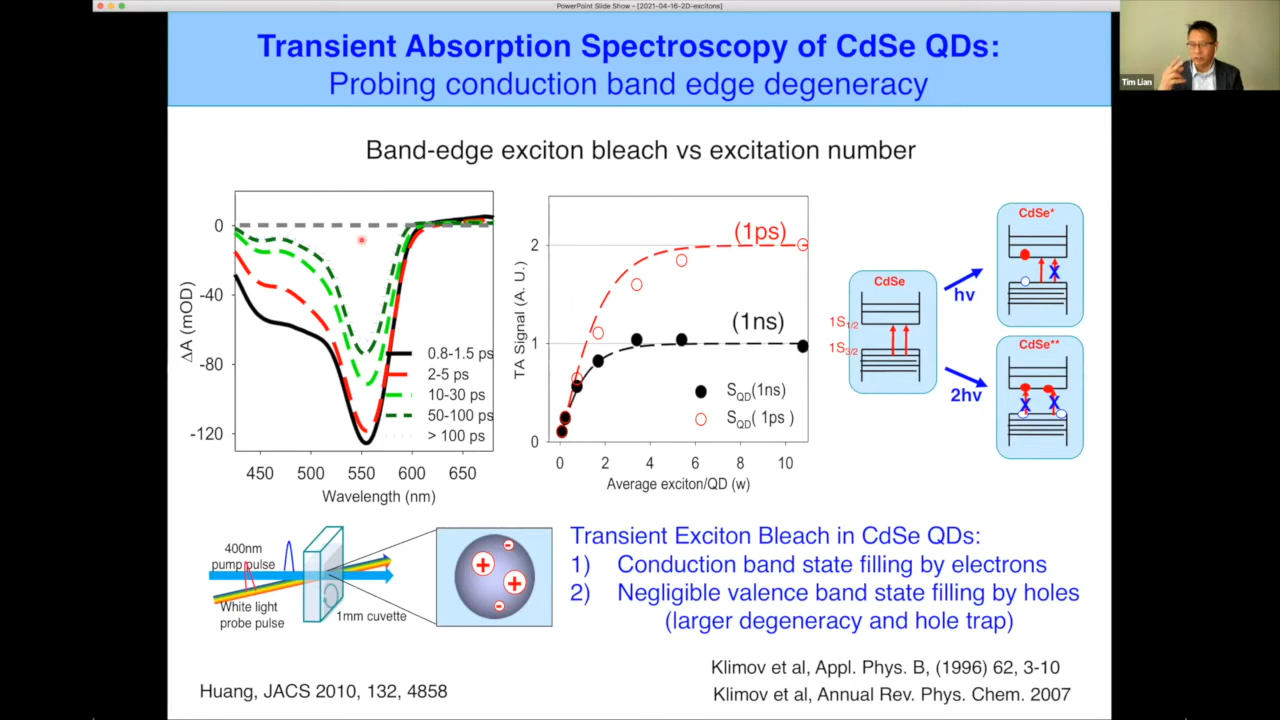 PowerPoint Slide Show - [2021-04-16-2D-excitons]
Transient Absorption Spectroscopy of CdSe QDs:
Probing conduction band edge degeneracy
Tim Lian
Band-edge exciton bleach vs excitation number
0
-40
-80
-120
ΔA (mOD)
450 500 550 600 650
Wavelength (nm)
0.8-1.5 ps
2-5 ps
10-30 ps
50-100 ps
> 100 ps
2
1
0
TA Signal (A. U.)
(1ps)
(1ns)
S_QD(1ns)
S_QD( 1ps )
0 2 4 6 8 10
Average exciton/QD (w)
CdSe
1S1/2
1S3/2
hν
2hν
CdSe*
X
CdSe**
X X
400nm
pump pulse
White light
probe pulse
1mm cuvette
+ - + -
Transient Exciton Bleach in CdSe QDs:
1) Conduction band state filling by electrons
2) Negligible valence band state filling by holes
(larger degeneracy and hole trap)
Klimov et al, Appl. Phys. B, (1996) 62, 3-10
Huang, JACS 2010, 132, 4858
Klimov et al, Annual Rev. Phys. Chem. 2007